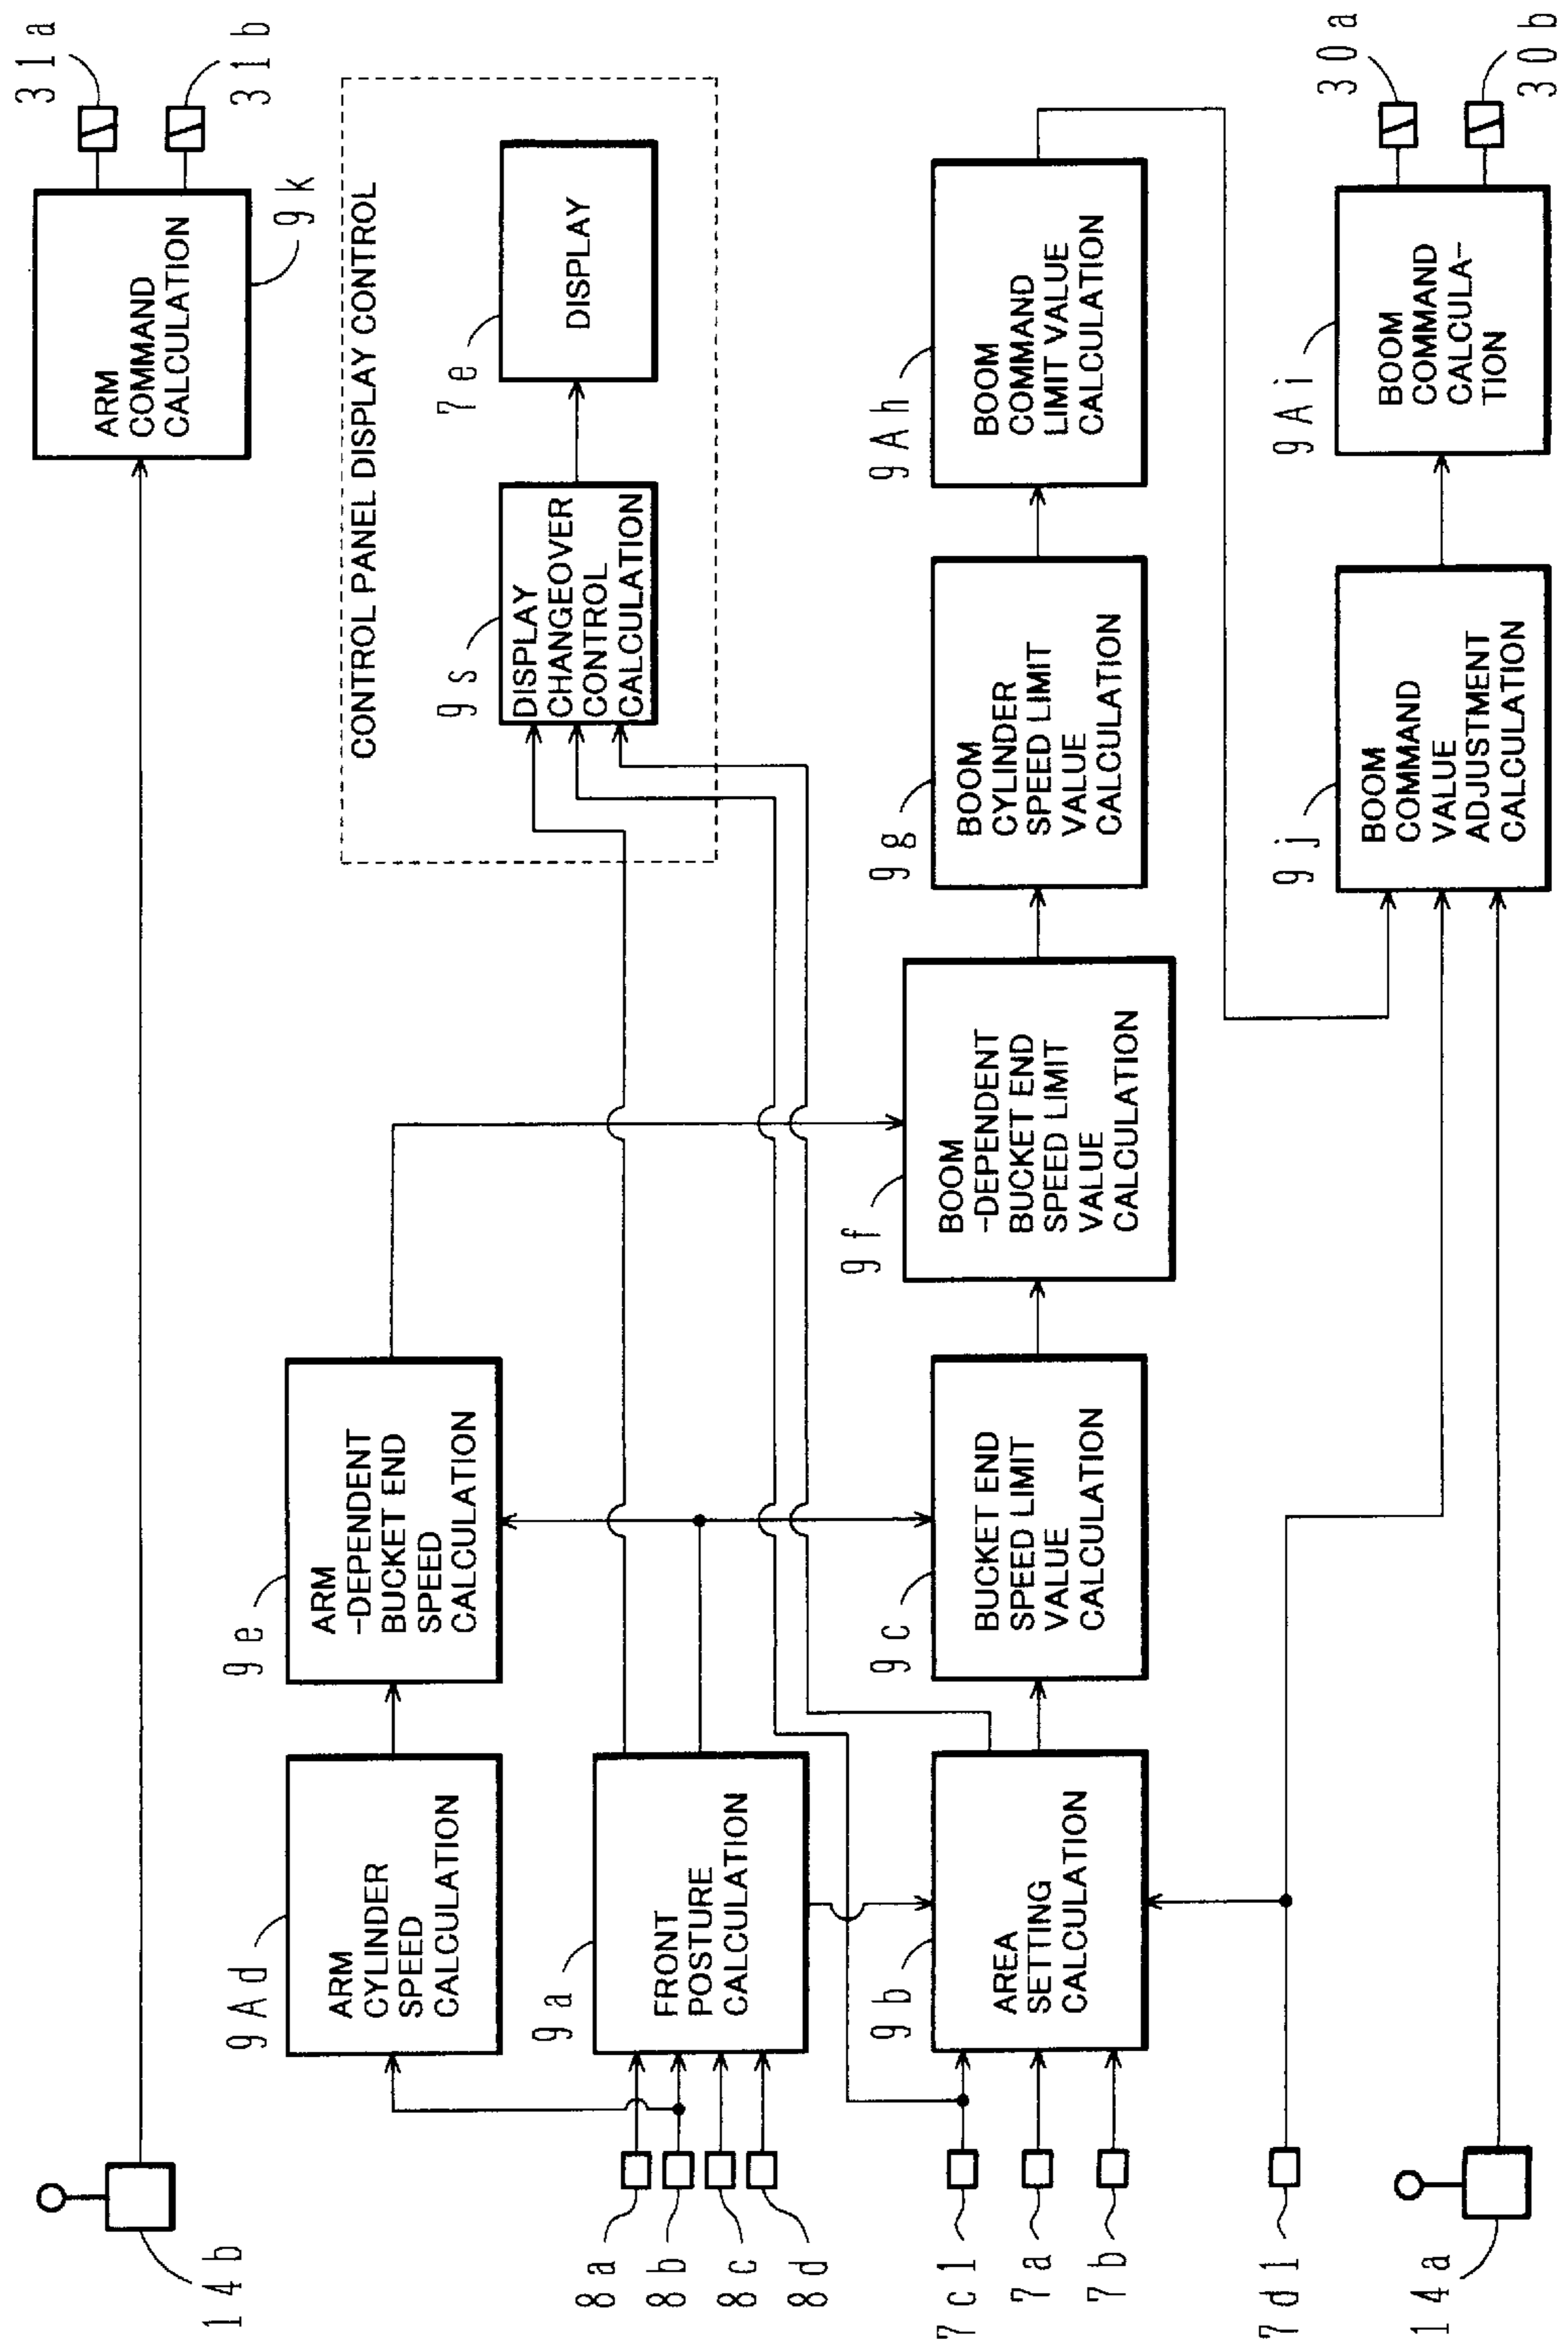 14b
ARM
COMMAND
CALCULATION
9k
31a
31b
CONTROL PANEL DISPLAY CONTROL
9Ad
ARM
CYLINDER
SPEED
CALCULATION
9e
ARM
-DEPENDENT
BUCKET END
SPEED
CALCULATION
9s
DISPLAY
CHANGEOVER
CONTROL
CALCULATION
7e
DISPLAY
8a
8b
8c
8d
9a
FRONT
POSTURE
CALCULATION
7c1
7a
7b
9b
AREA
SETTING
CALCULATION
9c
BUCKET END
SPEED LIMIT
VALUE
CALCULATION
9f
BOOM
-DEPENDENT
BUCKET END
SPEED LIMIT
VALUE
CALCULATION
9g
BOOM
CYLINDER
SPEED LIMIT
VALUE
CALCULATION
9Ah
BOOM
COMMAND
LIMIT VALUE
CALCULATION
7d1
14a
9j
BOOM
COMMAND
VALUE
ADJUSTMENT
CALCULATION
9Ai
BOOM
COMMAND
CALCULA-
TION
30a
30b